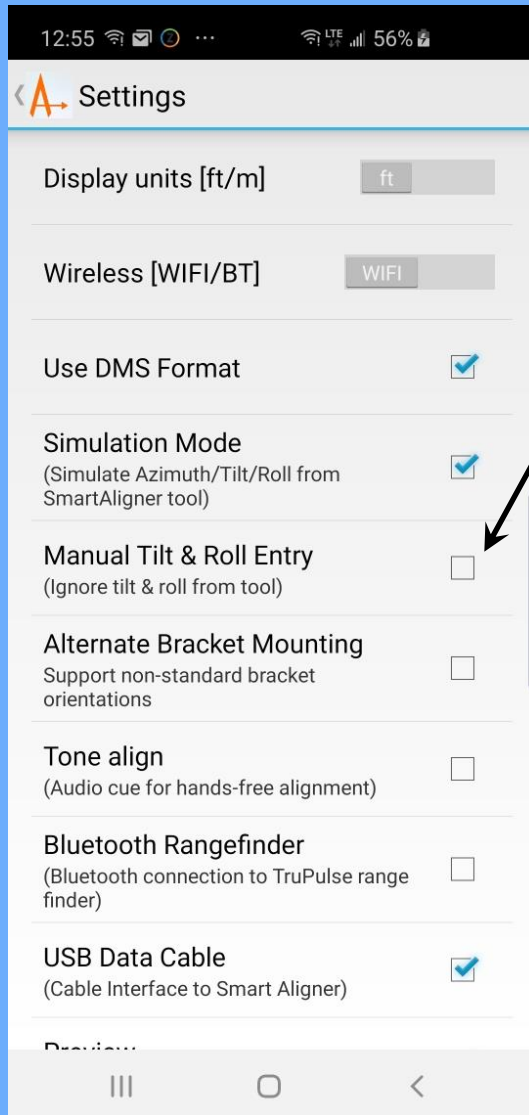 12:55 ... LTE 56%
Settings
Display units [ft/m] ft
Wireless [WIFI/BT] WIFI
Use DMS Format
Simulation Mode
(Simulate Azimuth/Tilt/Roll from
SmartAligner tool)
Manual Tilt & Roll Entry
(Ignore tilt & roll from tool)
Alternate Bracket Mounting
Support non-standard bracket
orientations
Tone align
(Audio cue for hands-free alignment)
Bluetooth Rangefinder
(Bluetooth connection to TruPulse range
finder)
USB Data Cable
(Cable Interface to Smart Aligner)